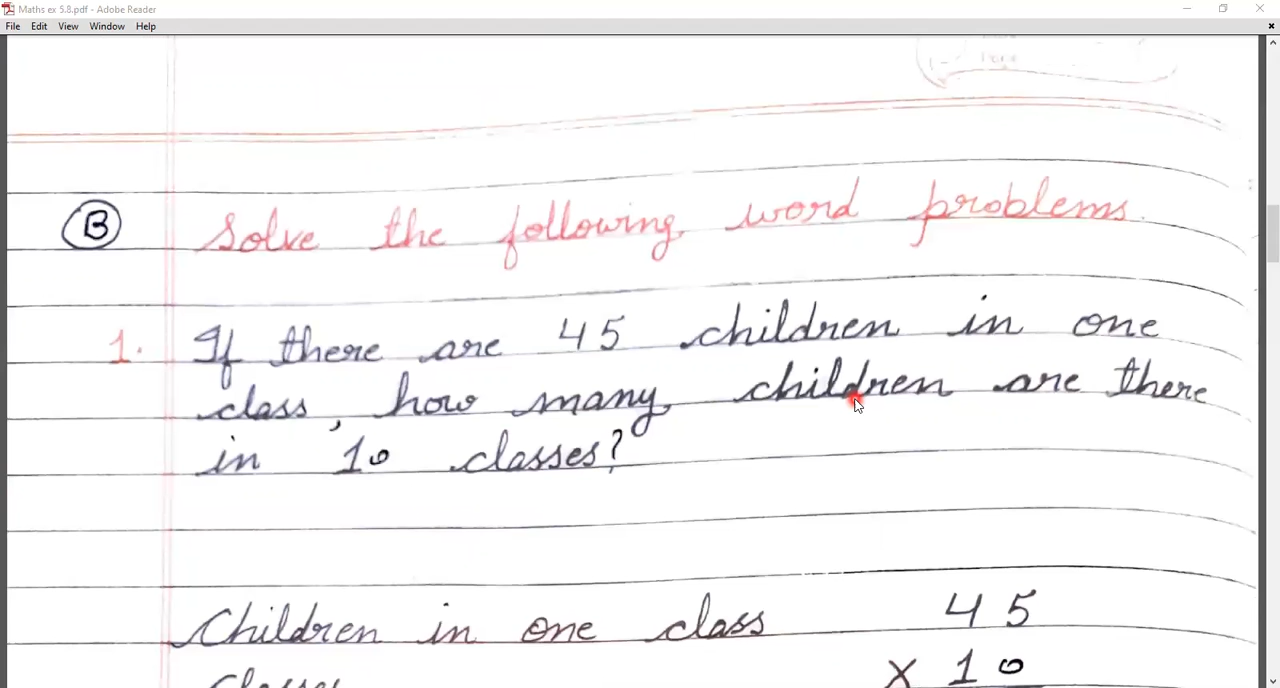 Maths ex 5.8.pdf - Adobe Reader
File Edit View Window Help
B Solve the following word problems.
1. If there are 45 children in one
class, how many children are there
in 10 classes?
Children in one class 45
Classes × 10